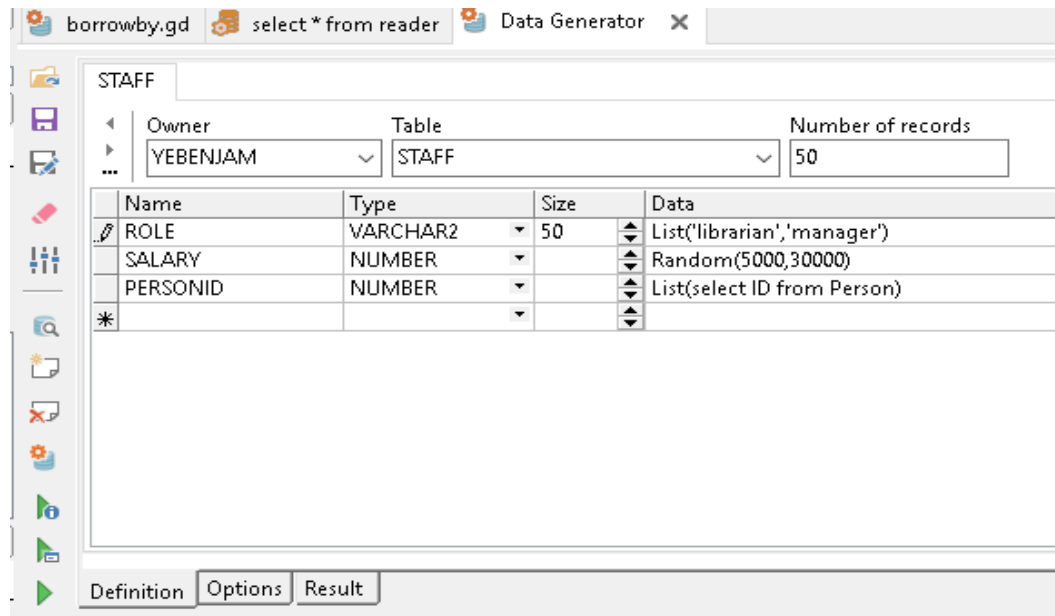 borrowby.gd select * from reader Data Generator
STAFF
Owner Table Number of records
YEBENJAM STAFF 50
Name Type Size Data
ROLE VARCHAR2 50 List('librarian','manager')
SALARY NUMBER Random(5000,30000)
PERSONID NUMBER List(select ID from Person)
Definition Options Result